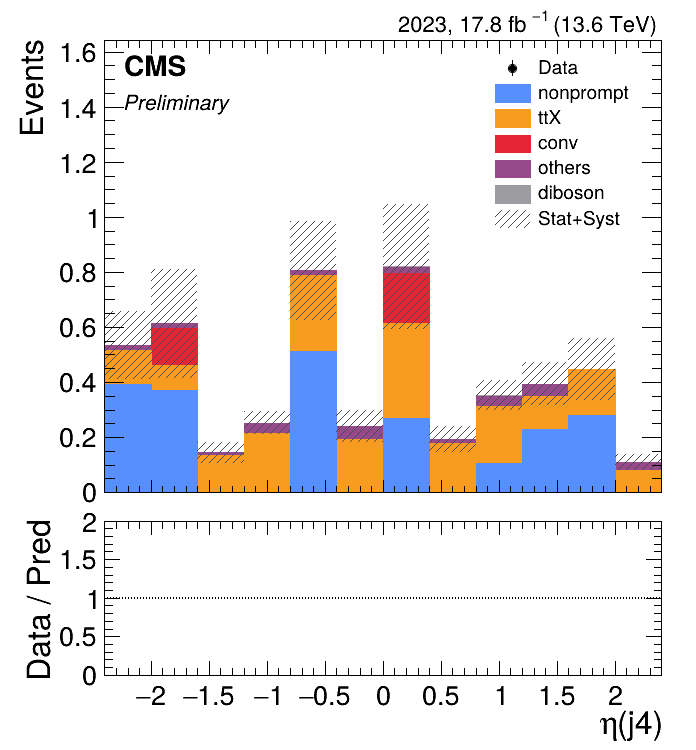 2023, 17.8 fb⁻¹ (13.6 TeV)
CMS
Preliminary
Events
1.6
1.4
1.2
1
0.8
0.6
0.4
0.2
0
Data
nonprompt
ttX
conv
others
diboson
Stat+Syst
Data / Pred
2
1.5
1
0.5
0
−2 −1.5 −1 −0.5 0 0.5 1 1.5 2
η(j4)